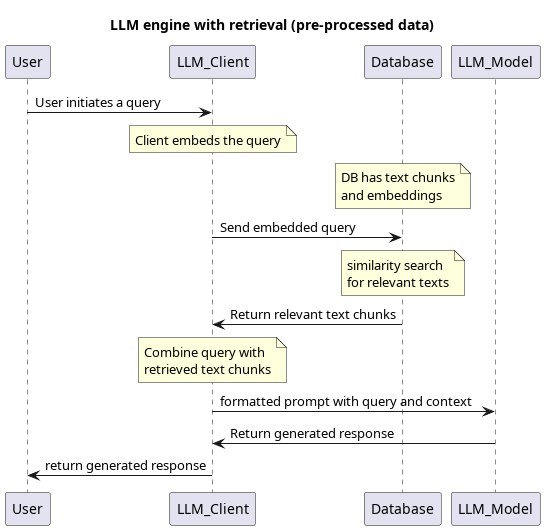 LLM engine with retrieval (pre-processed data)
User LLM_Client Database LLM_Model
User initiates a query
Client embeds the query
DB has text chunks
and embeddings
Send embedded query
similarity search
for relevant texts
Return relevant text chunks
Combine query with
retrieved text chunks
formatted prompt with query and context
Return generated response
return generated response
User LLM_Client Database LLM_Model